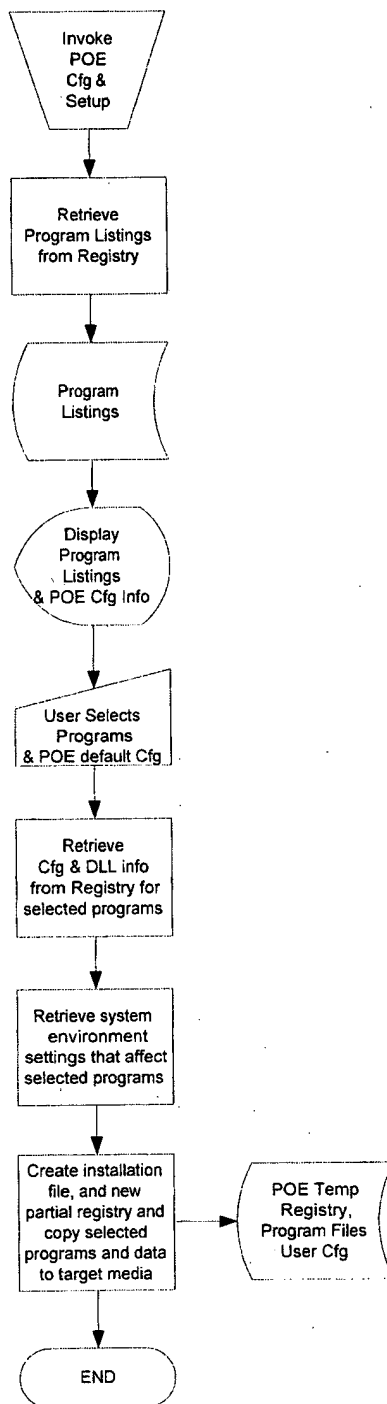 Invoke
POE
Cfg &
Setup
Retrieve
Program Listings
from Registry
Program
Listings
Display
Program
Listings
& POE Cfg Info
User Selects
Programs
& POE default Cfg
Retrieve
Cfg & DLL info
from Registry for
selected programs
Retrieve system
environment
settings that affect
selected programs
Create installation
file, and new
partial registry and
copy selected
programs and data
to target media
POE Temp
Registry,
Program Files
User Cfg
END